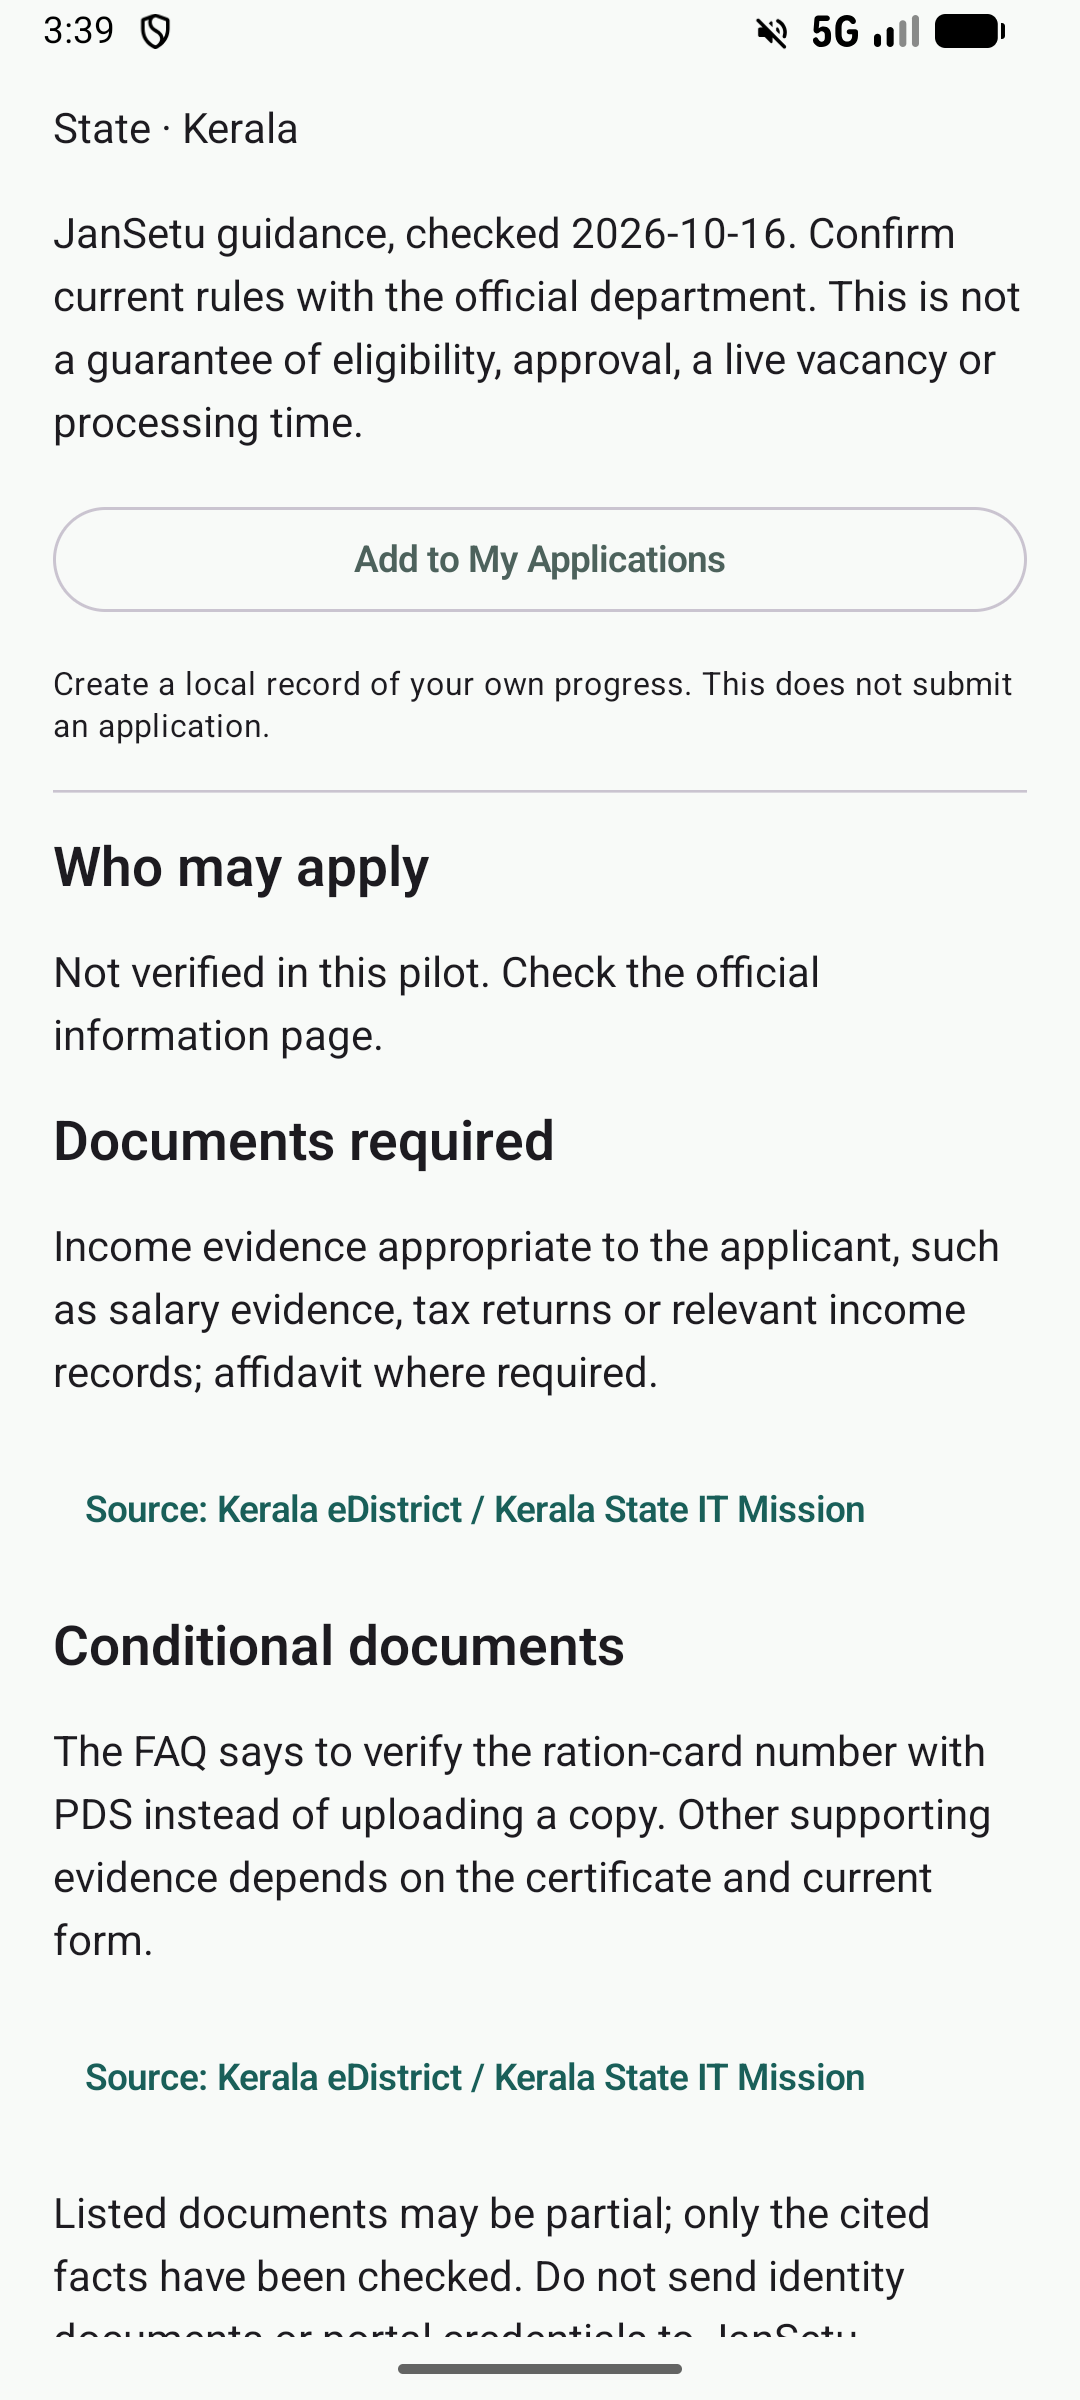 3:39
5G
State · Kerala
JanSetu guidance, checked 2026-10-16. Confirm
current rules with the official department. This is not
a guarantee of eligibility, approval, a live vacancy or
processing time.
Add to My Applications
Create a local record of your own progress. This does not submit
an application.
Who may apply
Not verified in this pilot. Check the official
information page.
Documents required
Income evidence appropriate to the applicant, such
as salary evidence, tax returns or relevant income
records; affidavit where required.
Source: Kerala eDistrict / Kerala State IT Mission
Conditional documents
The FAQ says to verify the ration-card number with
PDS instead of uploading a copy. Other supporting
evidence depends on the certificate and current
form.
Source: Kerala eDistrict / Kerala State IT Mission
Listed documents may be partial; only the cited
facts have been checked. Do not send identity
documents or portal credentials to JanSetu.